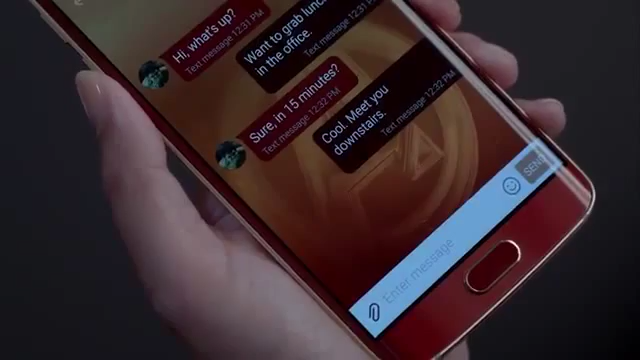 Hi, what's up?
Text message 12:31 PM
Want to grab lunch
in the office.
Text message 12:31 PM
Sure, in 15 minutes?
Text message 12:32 PM
Cool. Meet you
downstairs.
Text message 12:32 PM
Enter message
SEND